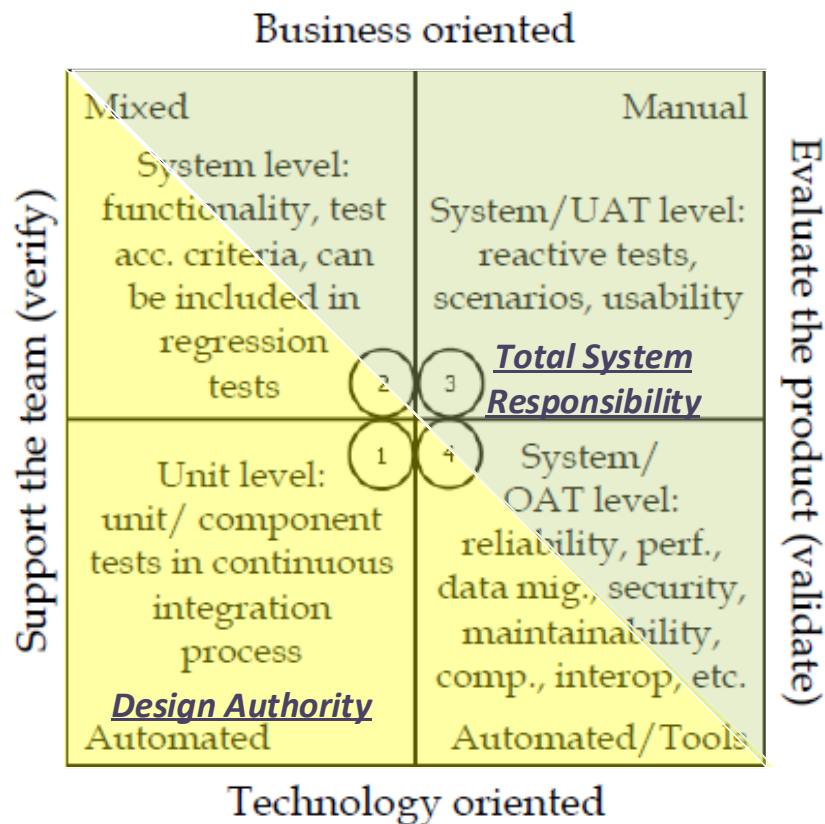 Business oriented
Support the team (verify)
Mixed
System level:
functionality, test
acc. criteria, can
be included in
regression
tests
2
Manual
System/UAT level:
reactive tests,
scenarios, usability
3
Total System
Responsibility
1
Unit level:
unit/ component
tests in continuous
integration
process
Design Authority
Automated
4
System/
OAT level:
reliability, perf.,
data mig., security,
maintainability,
comp., interop, etc.
Automated/Tools
Evaluate the product (validate)
Technology oriented